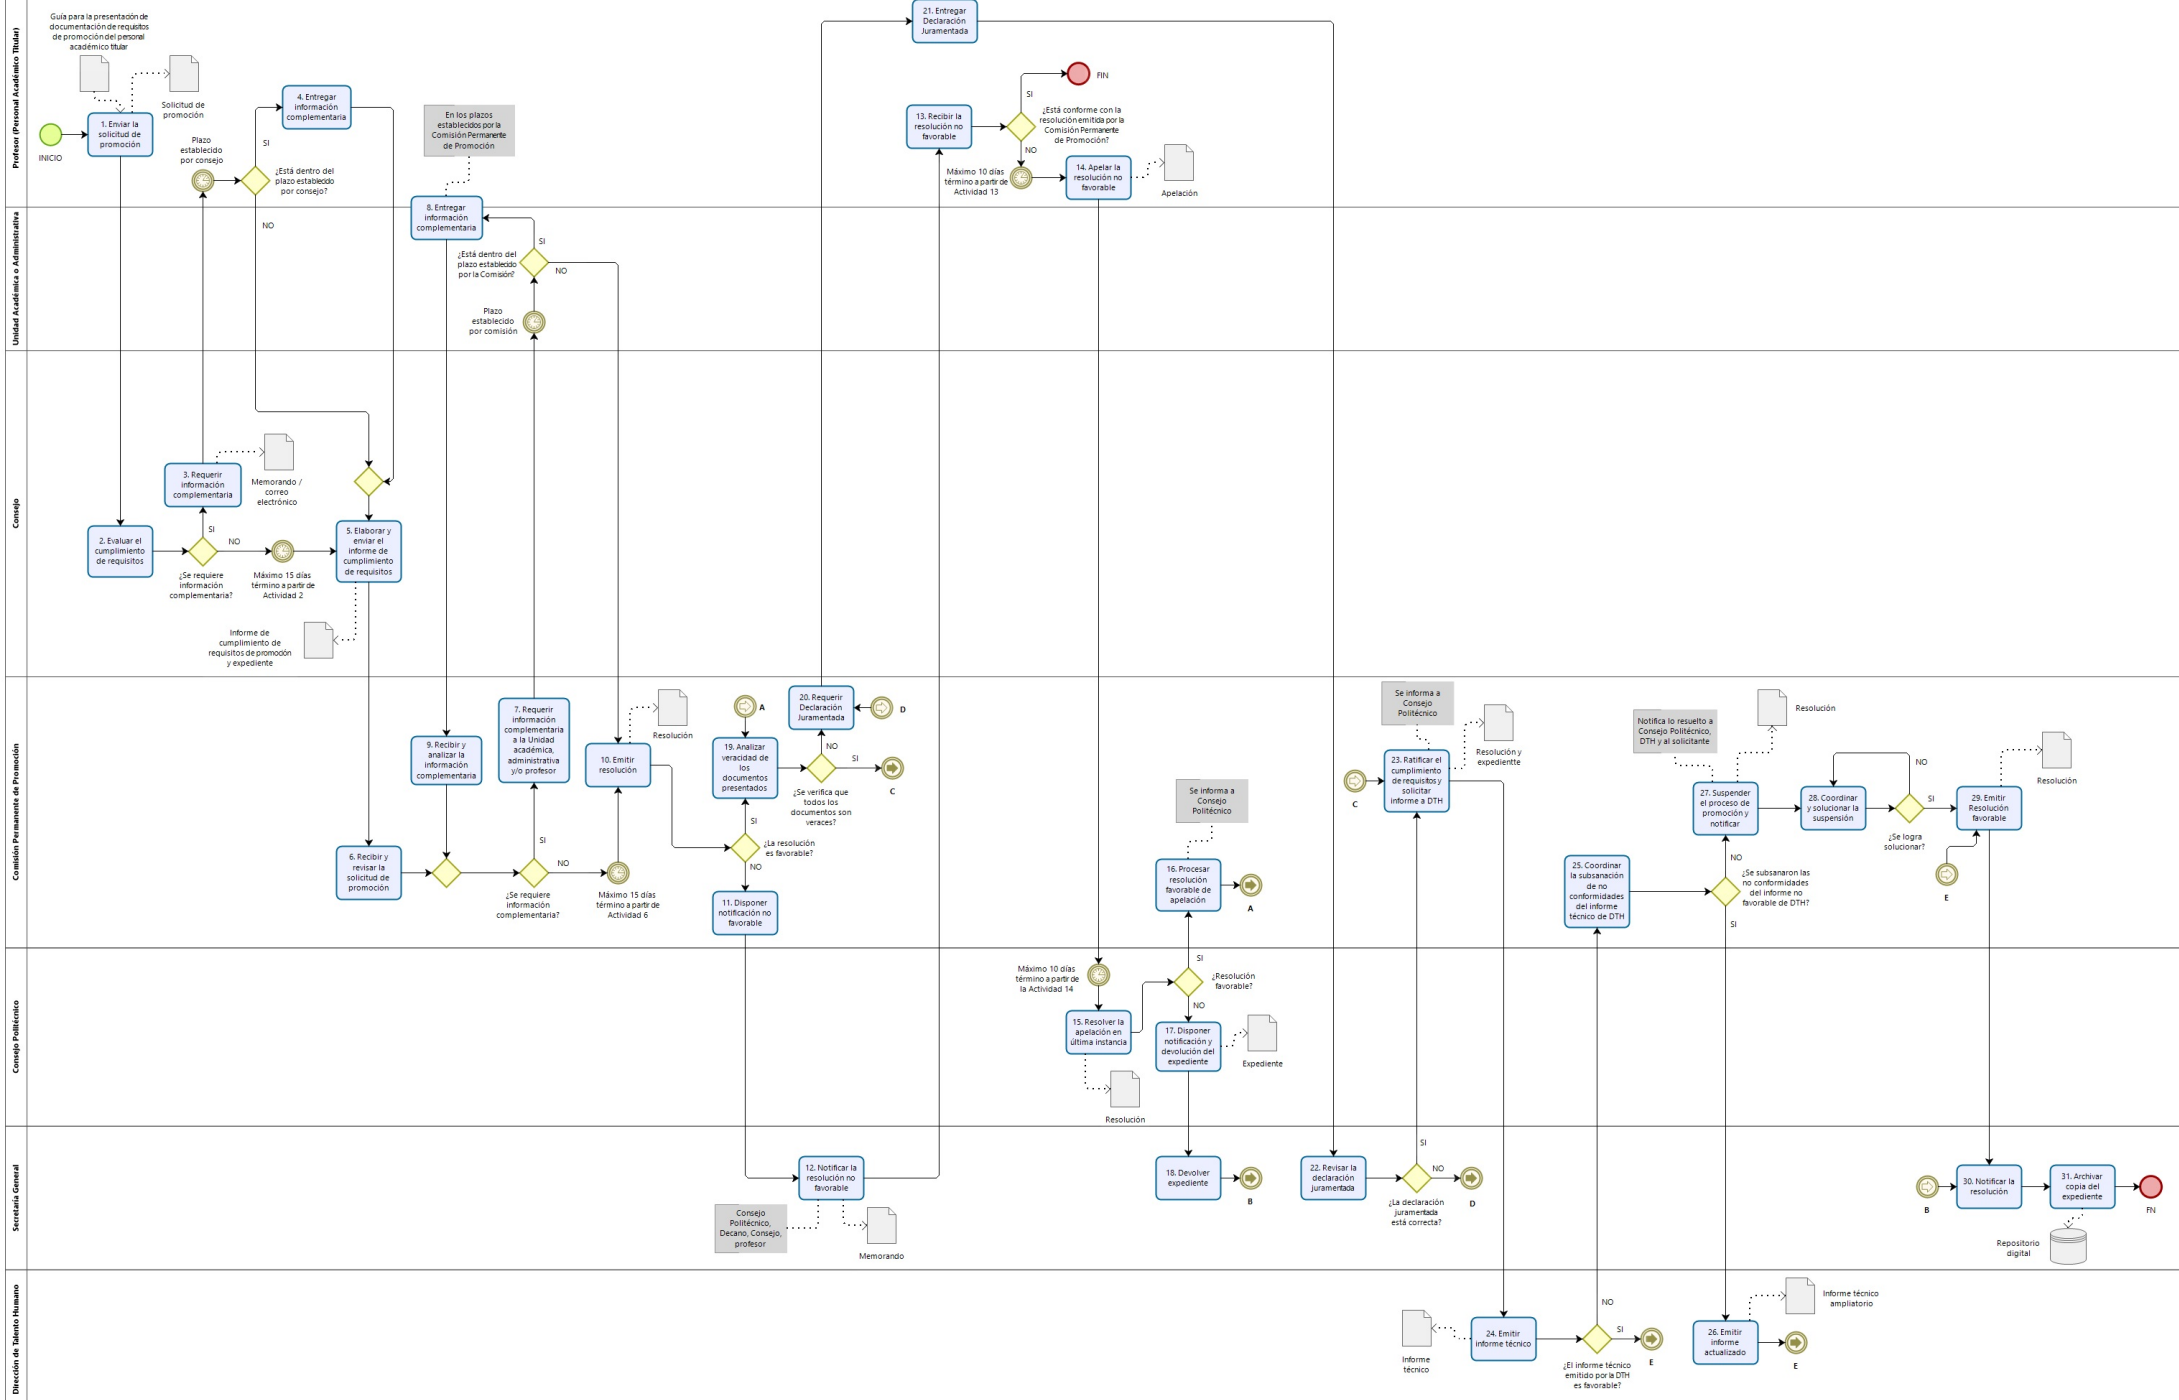 Profesor (Personal Académico Titular)
Guía para la presentación de
documentación de requisitos
de promoción del personal
académico titular
Solicitud de
promoción
INICIO
1. Enviar la
solicitud de
promoción
Plazo
establecido
por consejo
SI
¿Está dentro del
plazo establecido
por consejo?
NO
4. Entregar
información
complementaria
En los plazos
establecidos por la
Comisión Permanente
de Promoción
21. Entregar
Declaración
Juramentada
13. Recibir la
resolución no
favorable
FIN
SI
¿Está conforme con la
resolución emitida por la
Comisión Permanente
de Promoción?
NO
Máximo 10 días
término a partir de
Actividad 13
14. Apelar la
resolución no
favorable
Apelación
Unidad Académica o Administrativa
8. Entregar
información
complementaria
SI
¿Está dentro del
plazo establecido
por la Comisión?
NO
Plazo
establecido
por comisión
Consejo
3. Requerir
información
complementaria
Memorando /
correo
electrónico
2. Evaluar el
cumplimiento
de requisitos
SI
NO
¿Se requiere
información
complementaria?
Máximo 15 días
término a partir de
Actividad 2
5. Elaborar y
enviar el
informe de
cumplimiento
de requisitos
Informe de
cumplimiento de
requisitos de promoción
y expediente
Comisión Permanente de Promoción
6. Recibir y
revisar la
solicitud de
promoción
9. Recibir y
analizar la
información
complementaria
7. Requerir
información
complementaria
a la Unidad
académica,
administrativa
y/o profesor
SI
NO
¿Se requiere
información
complementaria?
Máximo 15 días
término a partir de
Actividad 6
10. Emitir
resolución
Resolución
A
19. Analizar
veracidad de
los
documentos
presentados
SI
¿La resolución
es favorable?
NO
11. Disponer
notificación no
favorable
20. Requerir
Declaración
Juramentada
D
NO
SI
C
¿Se verifica que
todos los
documentos son
veraces?
Se informa a
Consejo
Politécnico
16. Procesar
resolución
favorable de
apelación
A
Se informa a
Consejo
Politécnico
C
23. Ratificar el
cumplimiento
de requisitos y
solicitar
informe a DTH
Resolución y
expedientte
25. Coordinar
la subsanación
de no
conformidades
del informe
técnico de DTH
Notifica lo resuelto a
Consejo Politécnico,
DTH y al solicitante
Resolución
27. Suspender
el proceso de
promoción y
notificar
NO
¿Se subsanaron las
no conformidades
del informe no
favorable de DTH?
SI
28. Coordinar
y solucionar la
suspensión
NO
SI
¿Se logra
solucionar?
29. Emitir
Resolución
favorable
Resolución
E
Consejo Politécnico
Máximo 10 días
término a partir de
la Actividad 14
15. Resolver la
apelación en
última instancia
Resolución
SI
¿Resolución
favorable?
NO
17. Disponer
notificación y
devolución del
expediente
Expediente
Secretaría General
12. Notificar la
resolución no
favorable
Consejo
Politécnico,
Decano, Consejo,
profesor
Memorando
18. Devolver
expediente
B
22. Revisar la
declaración
juramentada
SI
NO
D
¿La declaración
juramentada
está correcta?
B
30. Notificar la
resolución
31. Archivar
copia del
expediente
FN
Repositorio
digital
Dirección de Talento Humano
Informe
técnico
24. Emitir
informe técnico
NO
SI
E
¿El informe técnico
emitido por la DTH
es favorable?
26. Emitir
informe
actualizado
Informe técnico
ampliatorio
E